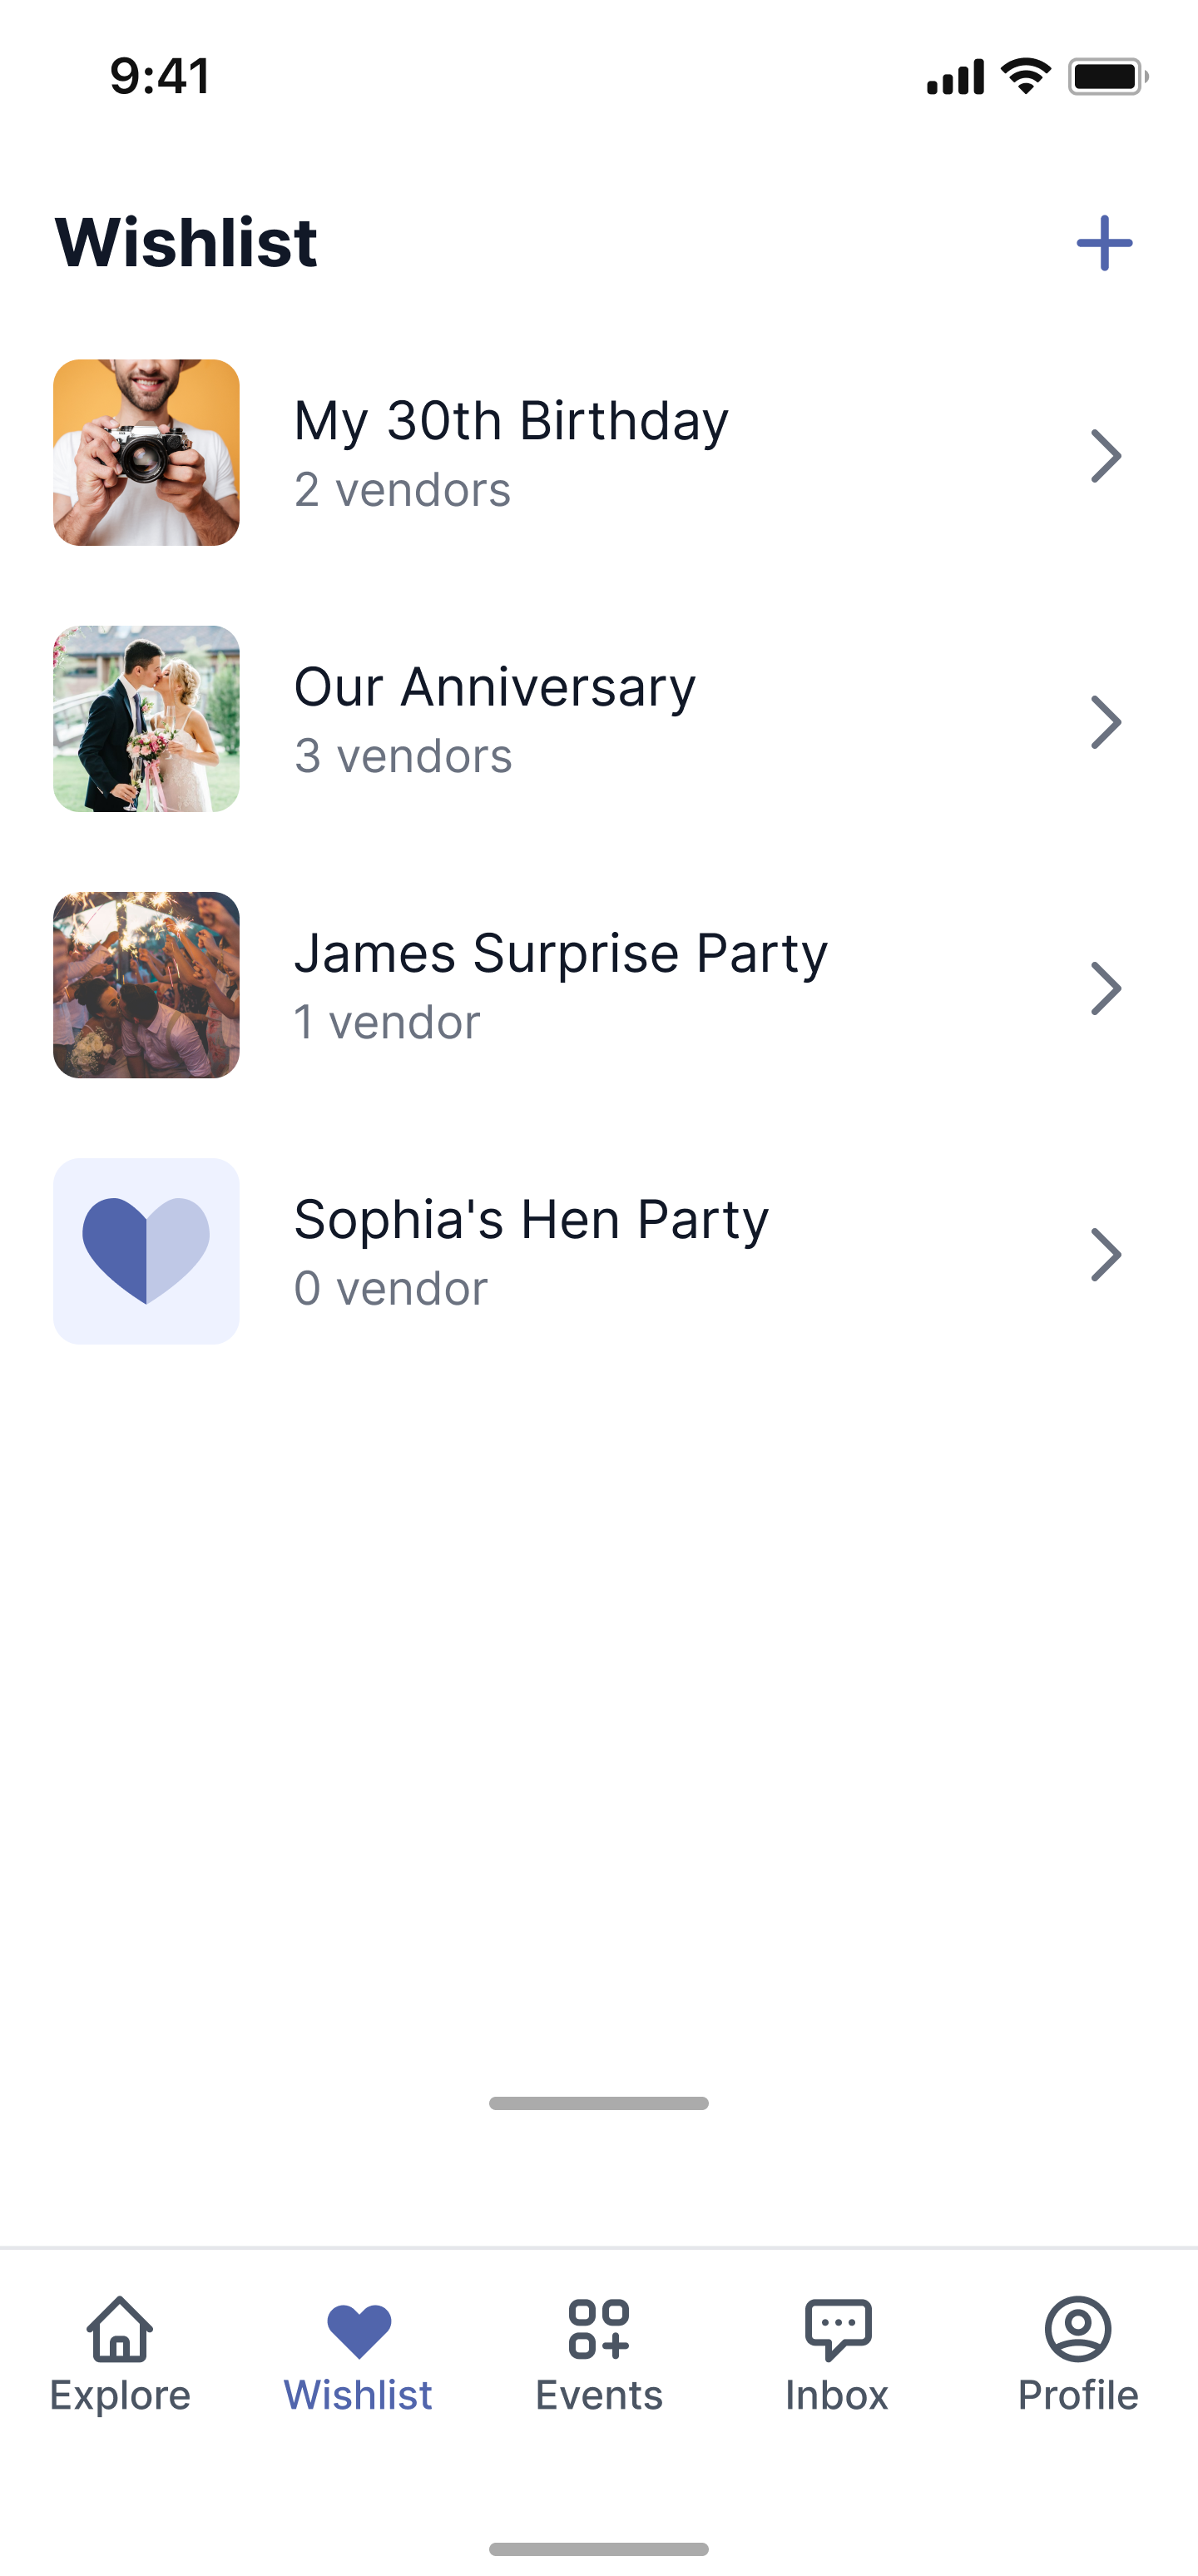 9:41
Wishlist
My 30th Birthday
2 vendors
Our Anniversary
3 vendors
James Surprise Party
1 vendor
Sophia's Hen Party
0 vendor
Explore
Wishlist
Events
Inbox
Profile